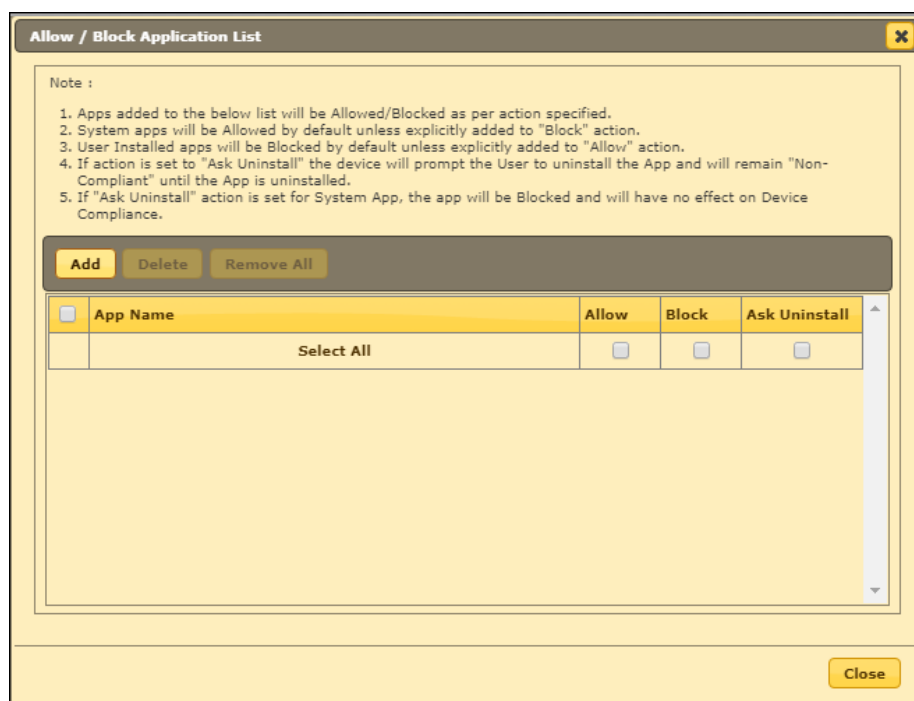 Allow / Block Application List
Note :
1. Apps added to the below list will be Allowed/Blocked as per action specified.
2. System apps will be Allowed by default unless explicitly added to "Block" action.
3. User Installed apps will be Blocked by default unless explicitly added to "Allow" action.
4. If action is set to "Ask Uninstall" the device will prompt the User to uninstall the App and will remain "Non-
Compliant" until the App is uninstalled.
5. If "Ask Uninstall" action is set for System App, the app will be Blocked and will have no effect on Device
Compliance.
Add Delete Remove All
App Name Allow Block Ask Uninstall
Select All
Close